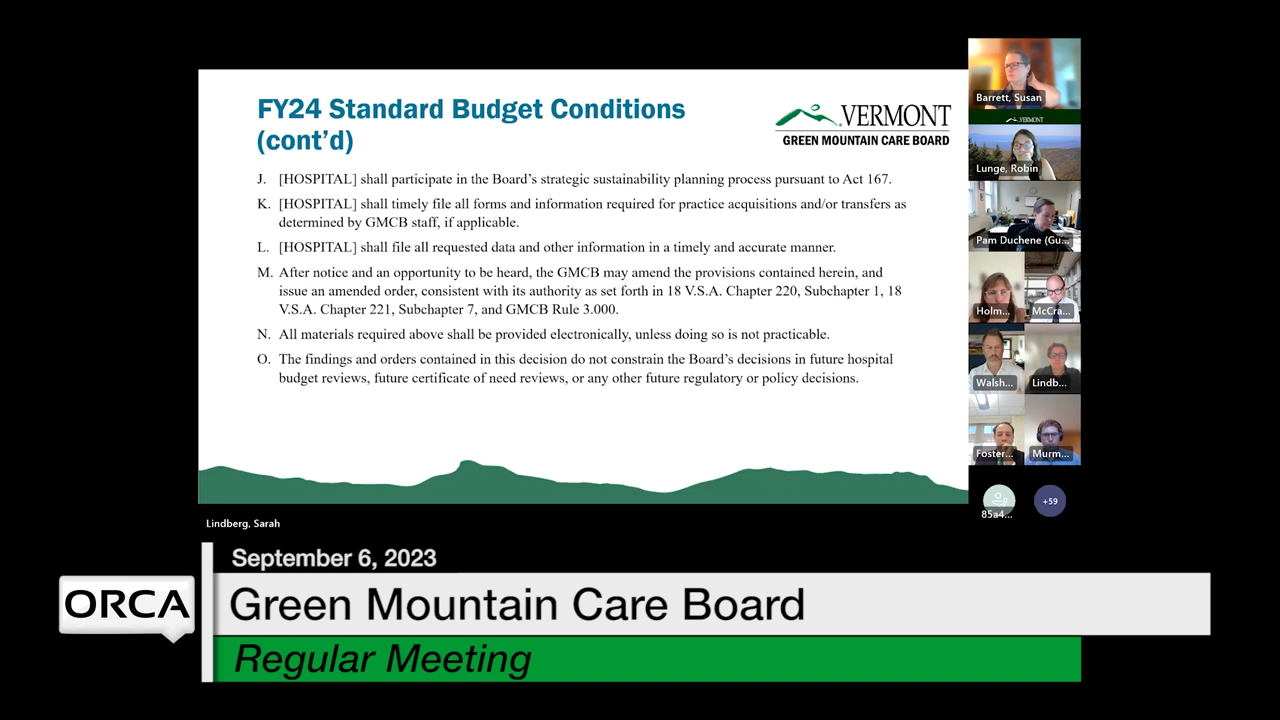 FY24 Standard Budget Conditions
(cont’d)
VERMONT
GREEN MOUNTAIN CARE BOARD
J. [HOSPITAL] shall participate in the Board’s strategic sustainability planning process pursuant to Act 167.
K. [HOSPITAL] shall timely file all forms and information required for practice acquisitions and/or transfers as
determined by GMCB staff, if applicable.
L. [HOSPITAL] shall file all requested data and other information in a timely and accurate manner.
M. After notice and an opportunity to be heard, the GMCB may amend the provisions contained herein, and
issue an amended order, consistent with its authority as set forth in 18 V.S.A. Chapter 220, Subchapter 1, 18
V.S.A. Chapter 221, Subchapter 7, and GMCB Rule 3.000.
N. All materials required above shall be provided electronically, unless doing so is not practicable.
O. The findings and orders contained in this decision do not constrain the Board’s decisions in future hospital
budget reviews, future certificate of need reviews, or any other future regulatory or policy decisions.
Barrett, Susan
VERMONT
Lunge, Robin
Pam Duchene (Gu...
Holm...
McCra...
Walsh...
Lindb...
Foster...
Murm...
85a4...
+59
Lindberg, Sarah
September 6, 2023
ORCA
Green Mountain Care Board
Regular Meeting